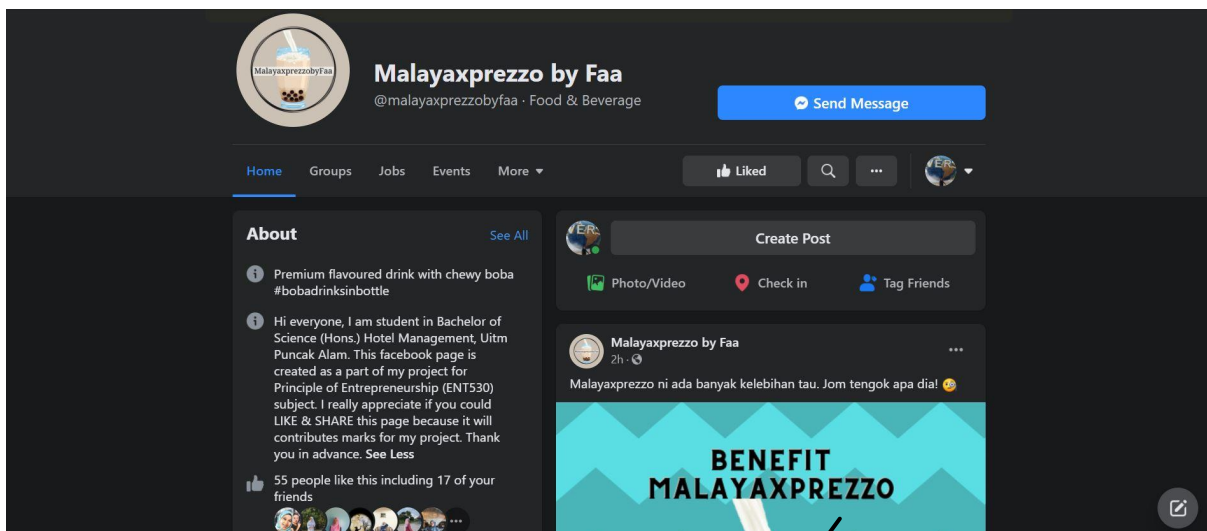 MalayaxprezzobyFaa
Malayaxprezzo by Faa
@malayaxprezzobyfaa · Food & Beverage
Send Message
Home Groups Jobs Events More
Liked
About See All
Premium flavoured drink with chewy boba
#bobadrinksinbottle
Hi everyone, I am student in Bachelor of
Science (Hons.) Hotel Management, Uitm
Puncak Alam. This facebook page is
created as a part of my project for
Principle of Entrepreneurship (ENT530)
subject. I really appreciate if you could
LIKE & SHARE this page because it will
contributes marks for my project. Thank
you in advance. See Less
55 people like this including 17 of your
friends
Create Post
Photo/Video Check in Tag Friends
Malayaxprezzo by Faa
2h ·
Malayaxprezzo ni ada banyak kelebihan tau. Jom tengok apa dia! 🧐
BENEFIT
MALAYAXPREZZO